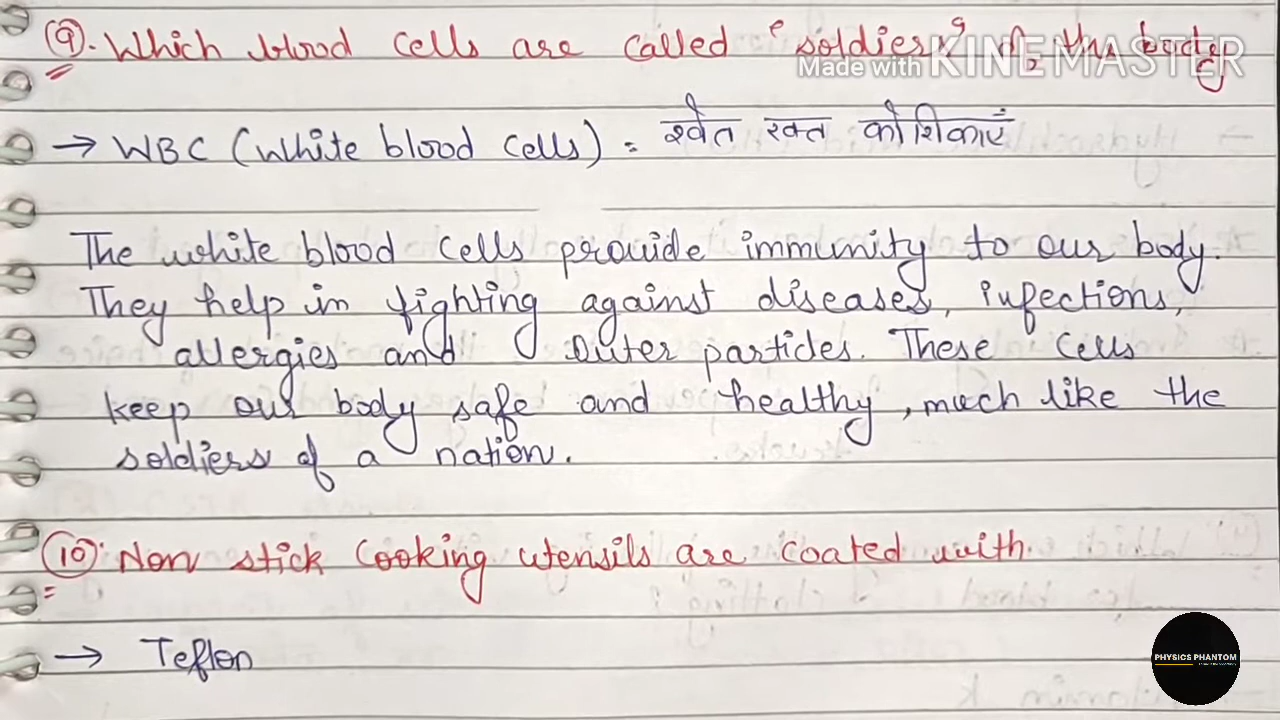 (9). Which blood cells are called "soldiers" of the body
Made with KINEMASTER
→ WBC (White blood cells) = श्वेत रक्त कोशिकाएँ
The white blood cells provide immunity to our body.
They help in fighting against diseases, infections,
allergies and outer particles. These cells
keep our body safe and healthy, much like the
soldiers of a nation.
(10). Non stick cooking utensils are coated with.
→ Teflon
PHYSICS PHANTOM